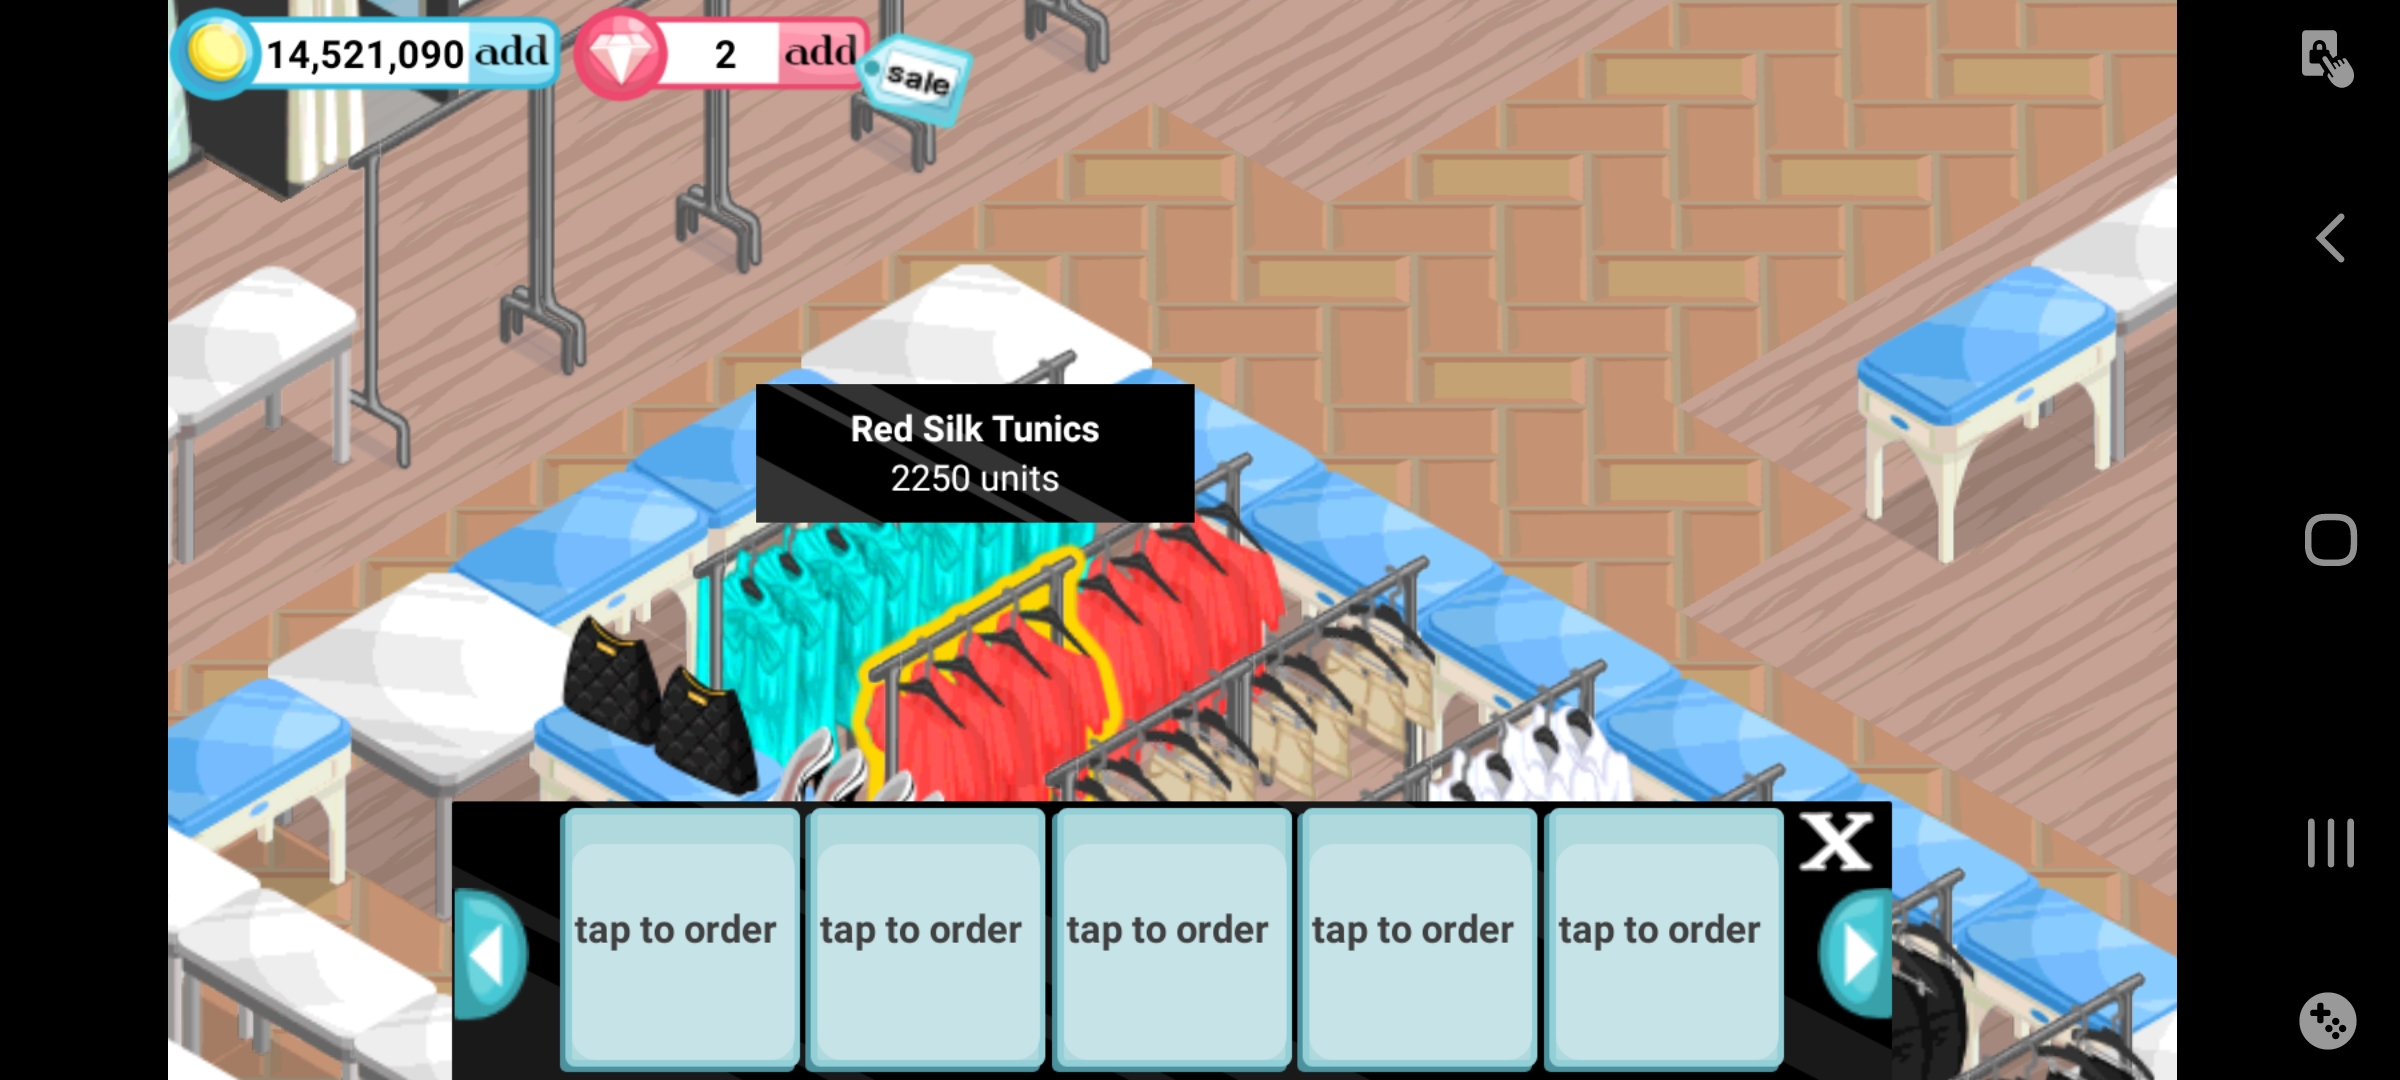 14,521,090 add
2 add
sale
Red Silk Tunics
2250 units
tap to order
tap to order
tap to order
tap to order
tap to order
X